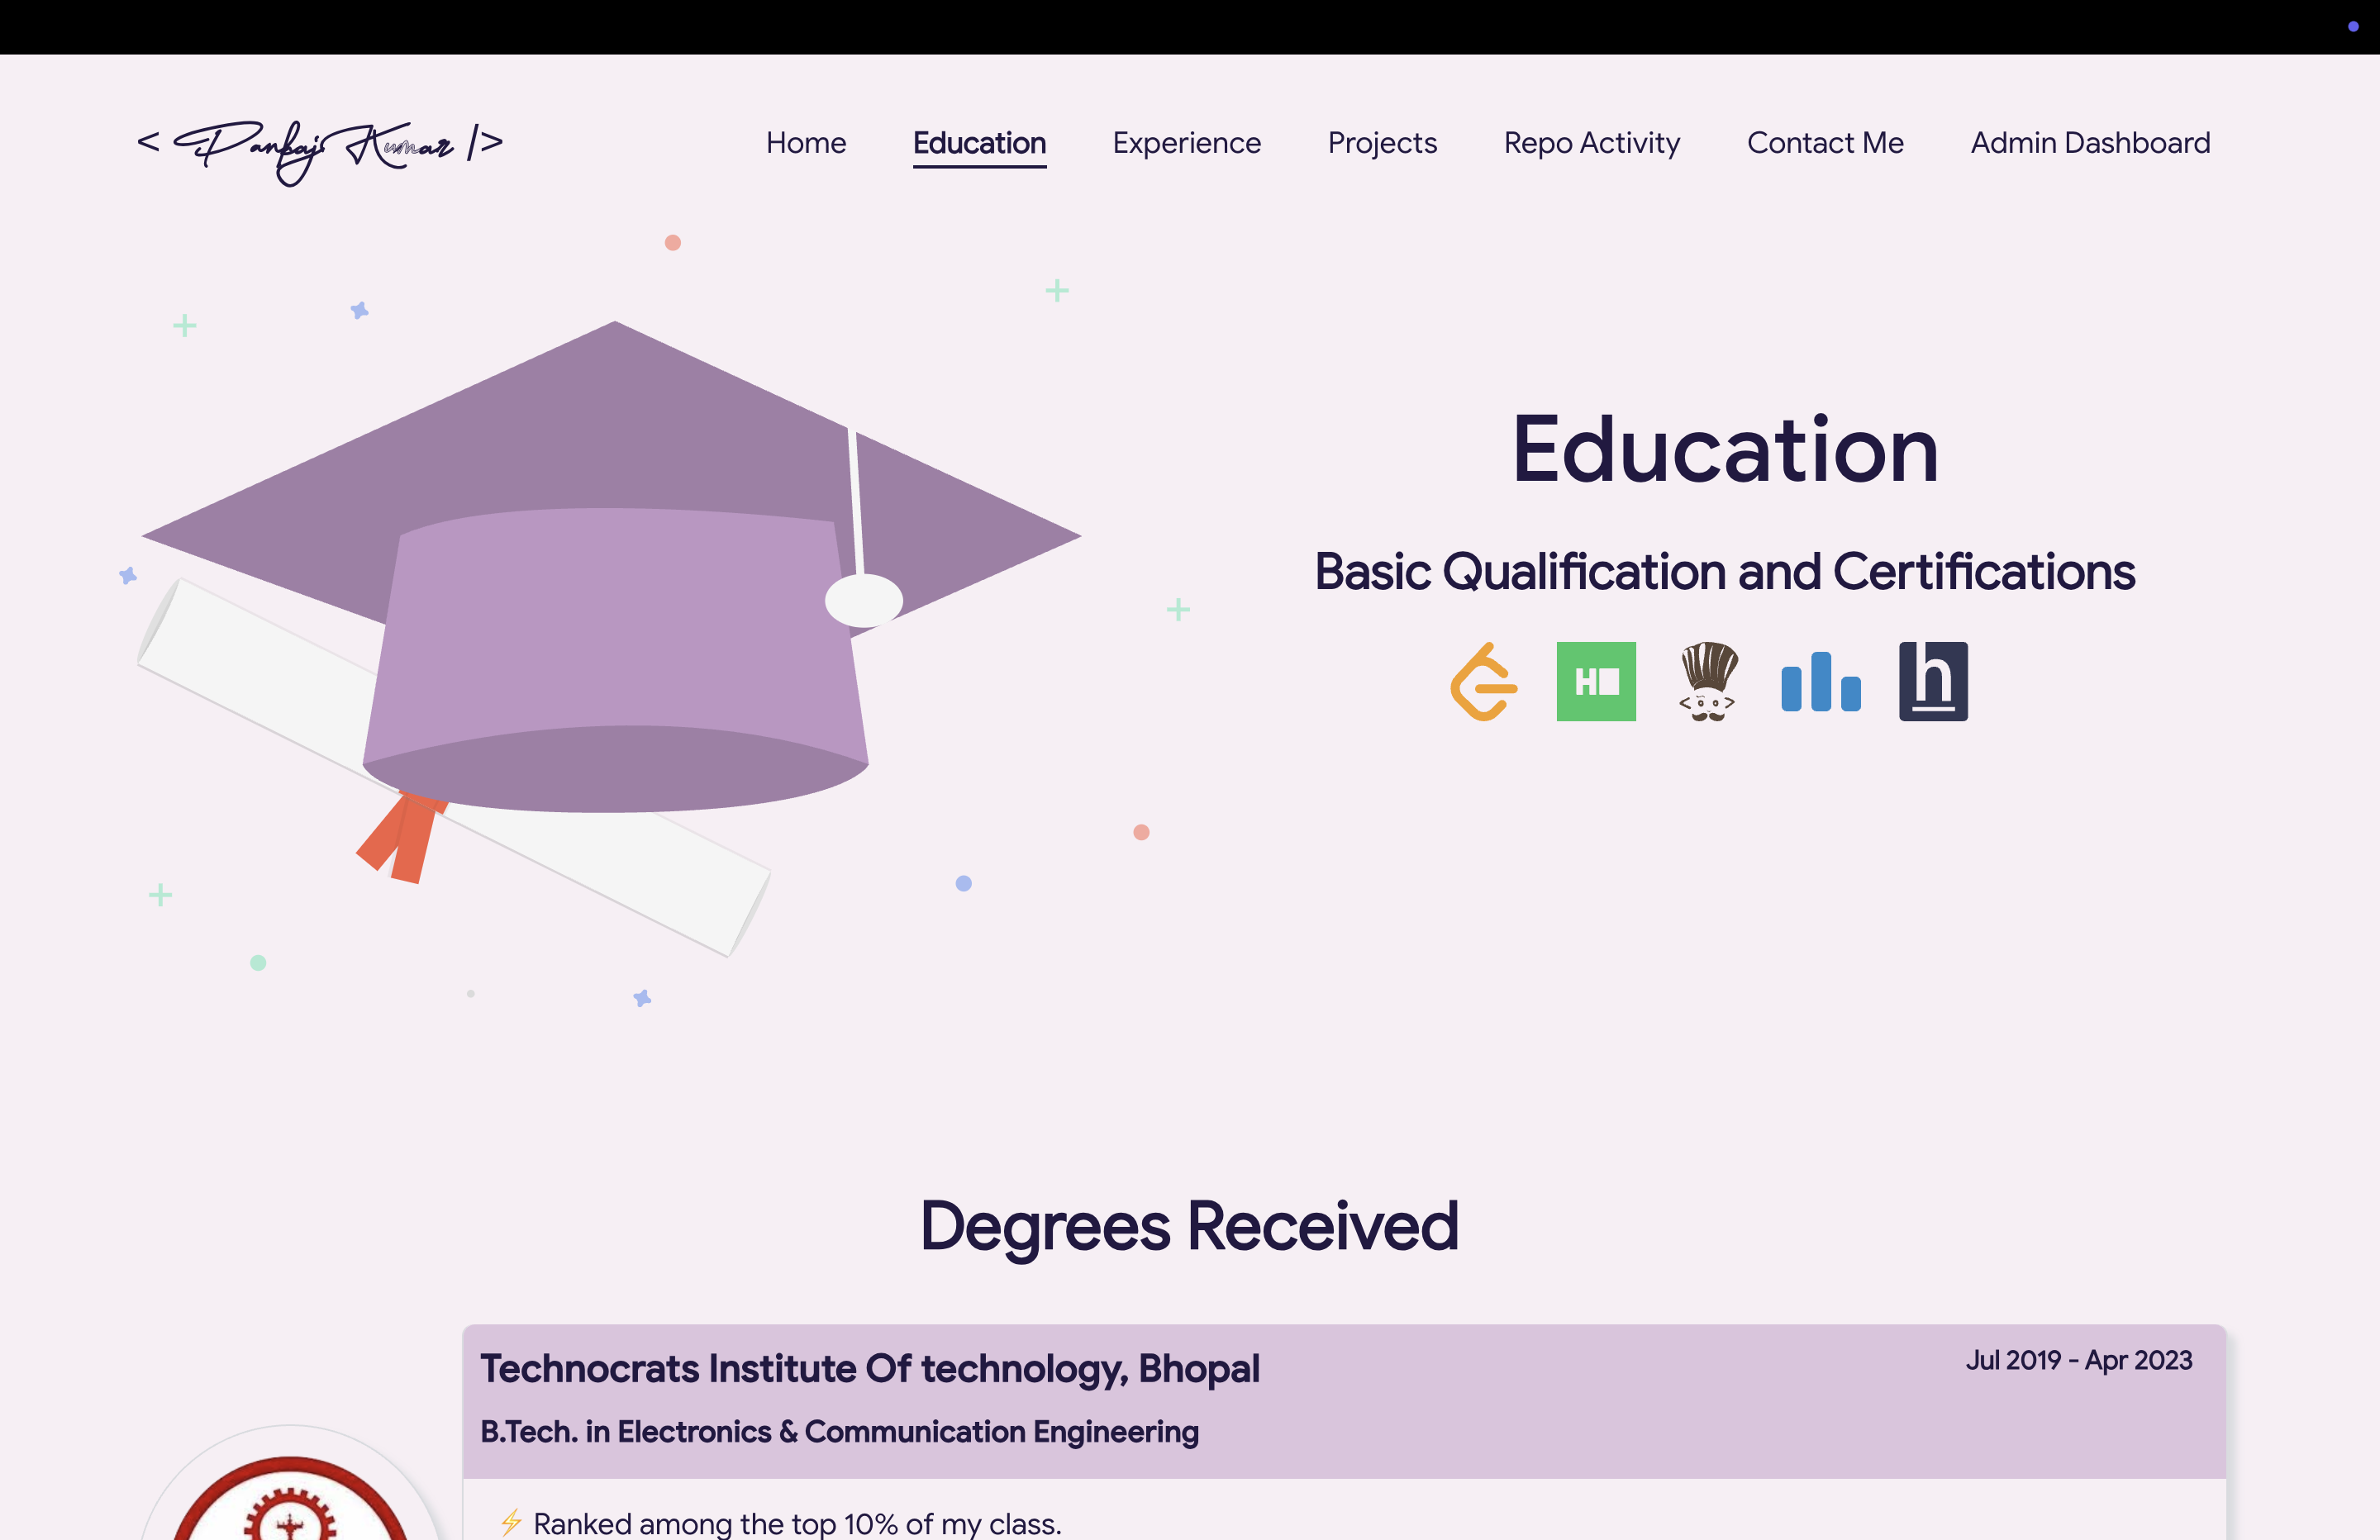 < Pankaj Kumar />
Home Education Experience Projects Repo Activity Contact Me Admin Dashboard
Education
Basic Qualification and Certifications
H
h
Degrees Received
Technocrats Institute Of technology, Bhopal
Jul 2019 - Apr 2023
B.Tech. in Electronics & Communication Engineering
⚡ Ranked among the top 10% of my class.